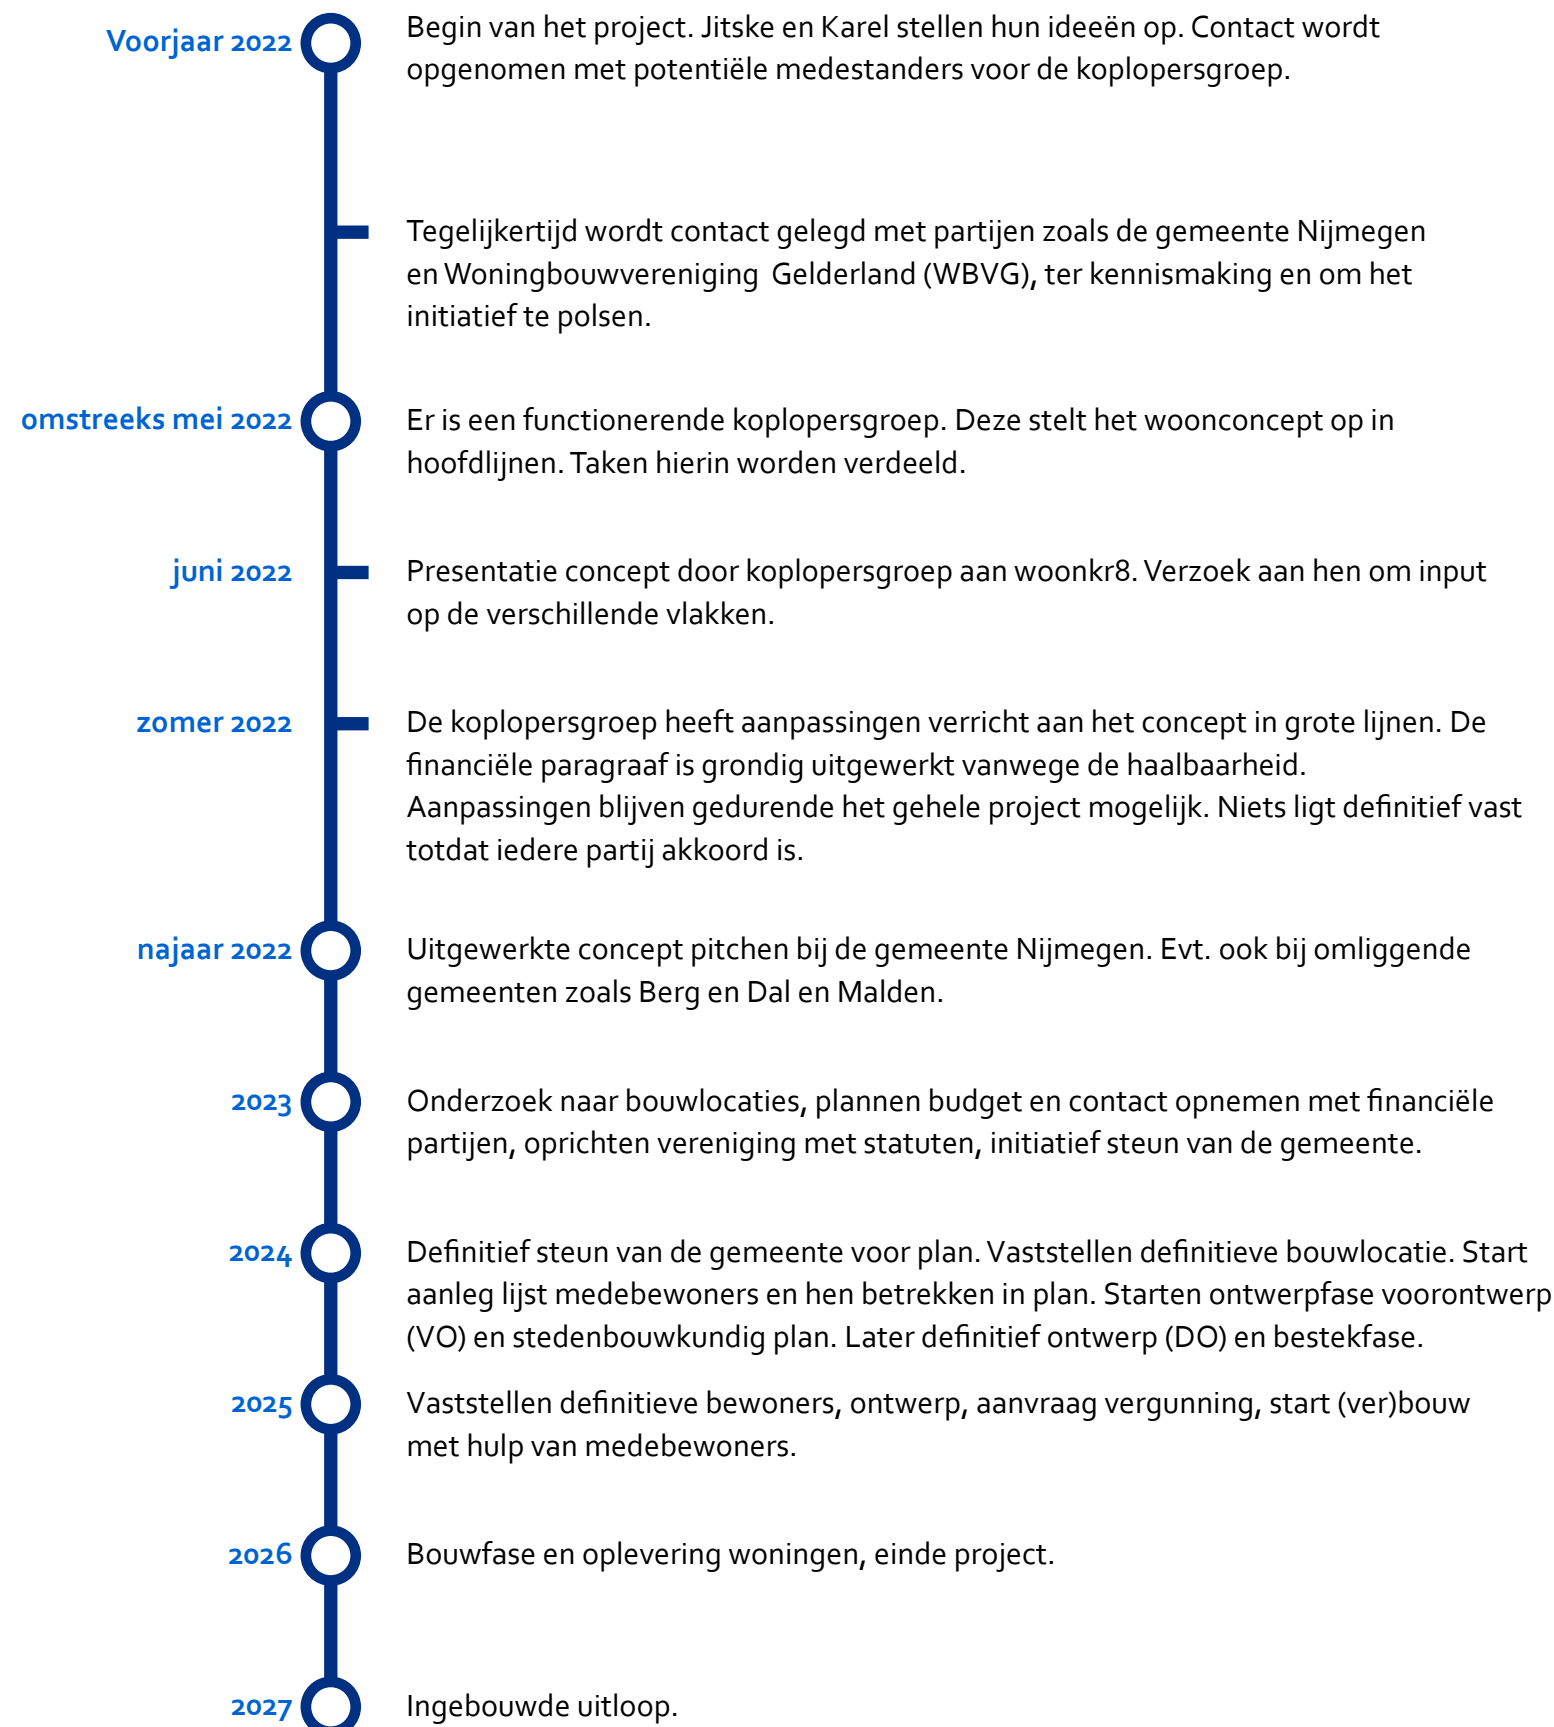 Voorjaar 2022
Begin van het project. Jitske en Karel stellen hun ideeën op. Contact wordt
opgenomen met potentiële medestanders voor de koplopersgroep.
Tegelijkertijd wordt contact gelegd met partijen zoals de gemeente Nijmegen
en Woningbouwvereniging Gelderland (WBVG), ter kennismaking en om het
initiatief te polsen.
omstreeks mei 2022
Er is een functionerende koplopersgroep. Deze stelt het woonconcept op in
hoofdlijnen. Taken hierin worden verdeeld.
juni 2022
Presentatie concept door koplopersgroep aan woonkr8. Verzoek aan hen om input
op de verschillende vlakken.
zomer 2022
De koplopersgroep heeft aanpassingen verricht aan het concept in grote lijnen. De
financiële paragraaf is grondig uitgewerkt vanwege de haalbaarheid.
Aanpassingen blijven gedurende het gehele project mogelijk. Niets ligt definitief vast
totdat iedere partij akkoord is.
najaar 2022
Uitgewerkte concept pitchen bij de gemeente Nijmegen. Evt. ook bij omliggende
gemeenten zoals Berg en Dal en Malden.
2023
Onderzoek naar bouwlocaties, plannen budget en contact opnemen met financiële
partijen, oprichten vereniging met statuten, initiatief steun van de gemeente.
2024
Definitief steun van de gemeente voor plan. Vaststellen definitieve bouwlocatie. Start
aanleg lijst medebewoners en hen betrekken in plan. Starten ontwerpfase voorontwerp
(VO) en stedenbouwkundig plan. Later definitief ontwerp (DO) en bestekfase.
2025
Vaststellen definitieve bewoners, ontwerp, aanvraag vergunning, start (ver)bouw
met hulp van medebewoners.
2026
Bouwfase en oplevering woningen, einde project.
2027
Ingebouwde uitloop.